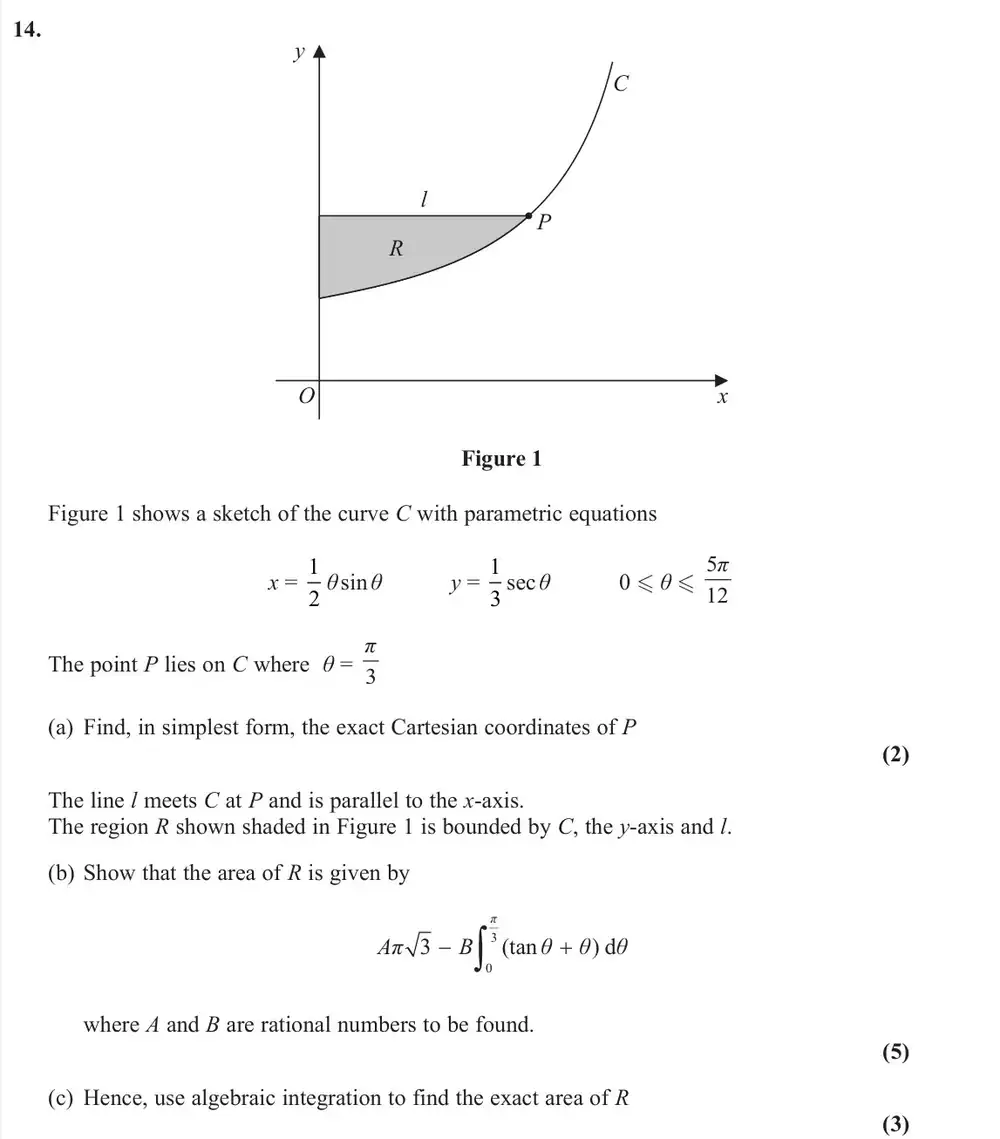 14.
y
C
l
P
R
O
x
Figure 1
Figure 1 shows a sketch of the curve C with parametric equations
x = 1/2 θ sin θ    y = 1/3 sec θ    0 ⩽ θ ⩽ 5π/12
The point P lies on C where θ = π/3
(a) Find, in simplest form, the exact Cartesian coordinates of P
(2)
The line l meets C at P and is parallel to the x-axis.
The region R shown shaded in Figure 1 is bounded by C, the y-axis and l.
(b) Show that the area of R is given by
Aπ√3 − B∫₀^{π/3} (tan θ + θ) dθ
where A and B are rational numbers to be found.
(5)
(c) Hence, use algebraic integration to find the exact area of R
(3)